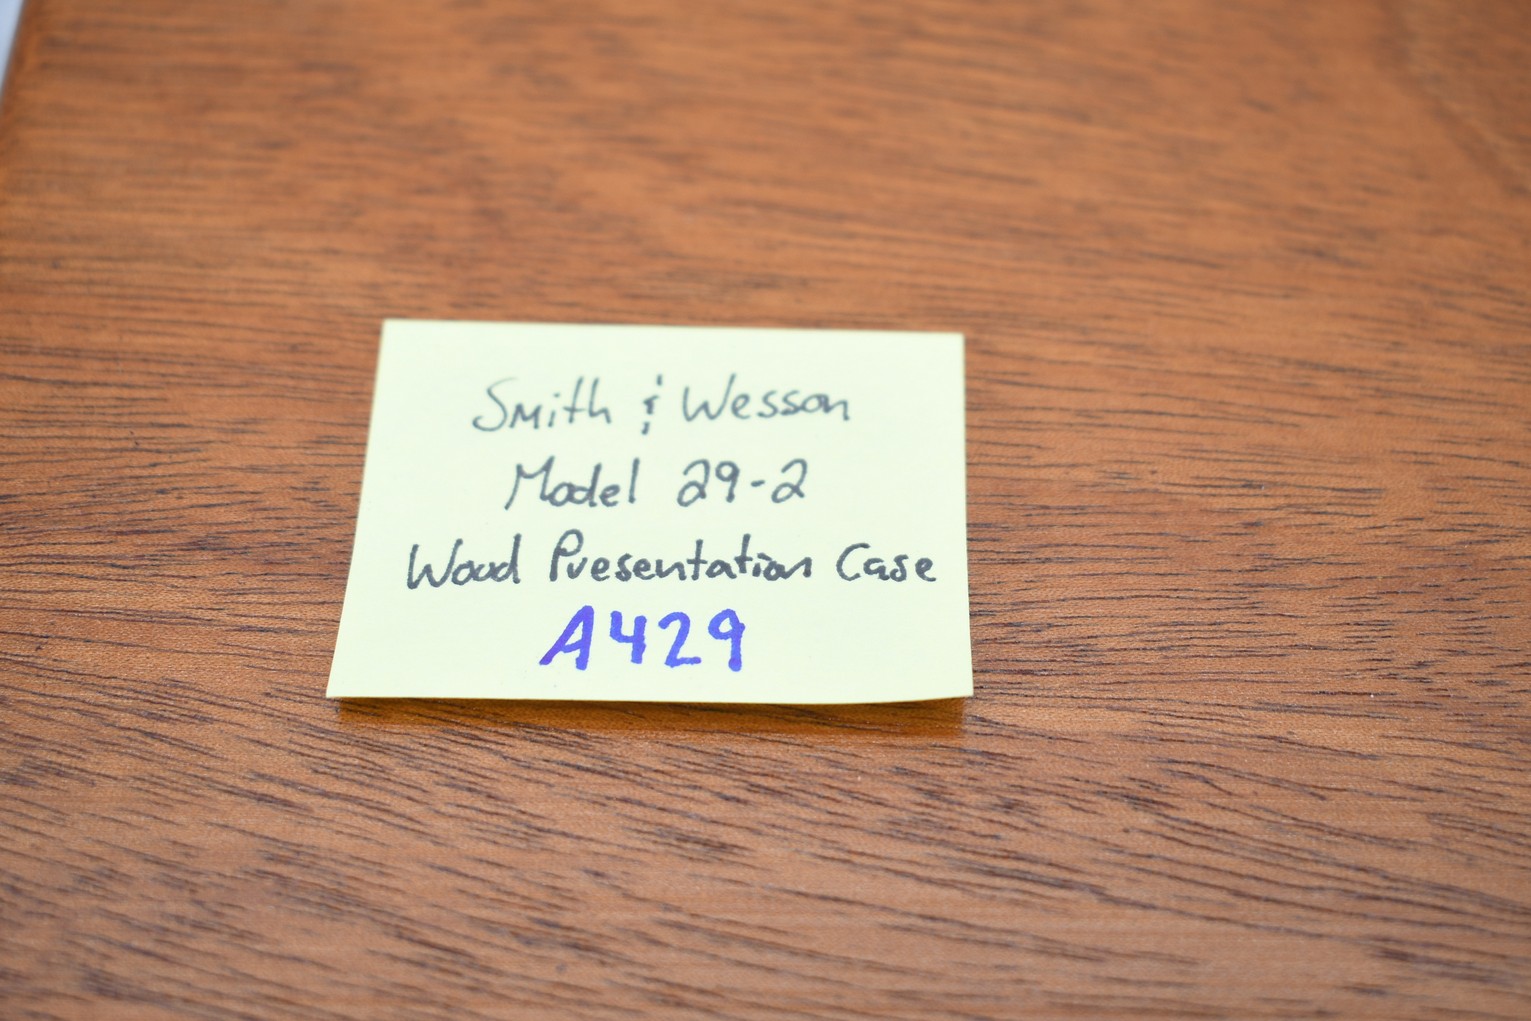 Smith & Wesson
Model 29-2
Wood Presentation Case
A429